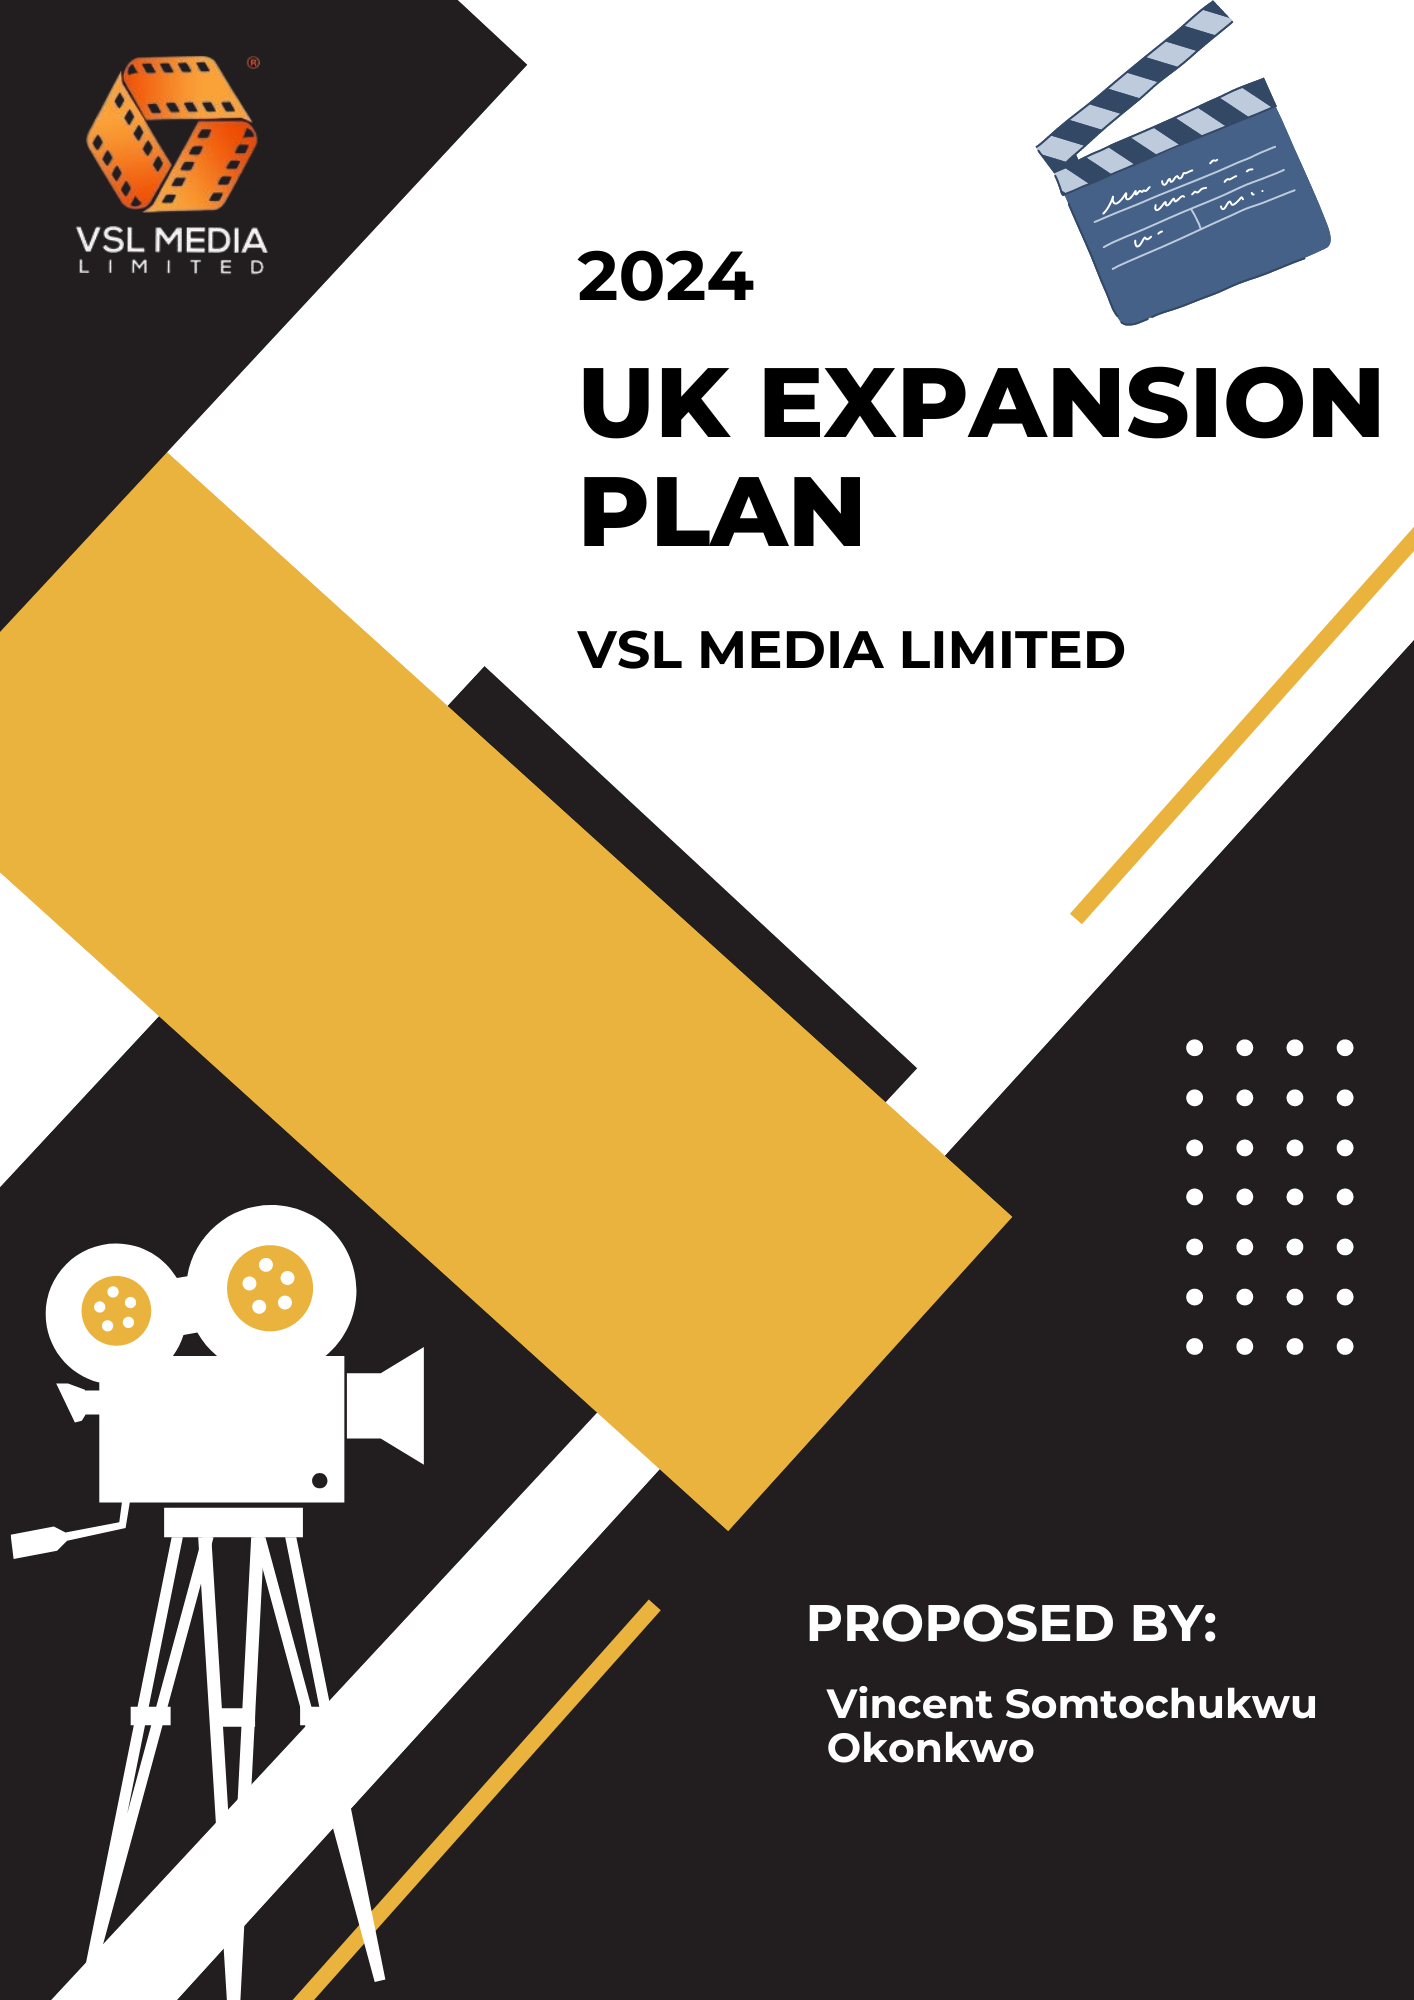 ®
VSL MEDIA
LIMITED
2024
UK EXPANSION
PLAN
VSL MEDIA LIMITED
PROPOSED BY:
Vincent Somtochukwu
Okonkwo